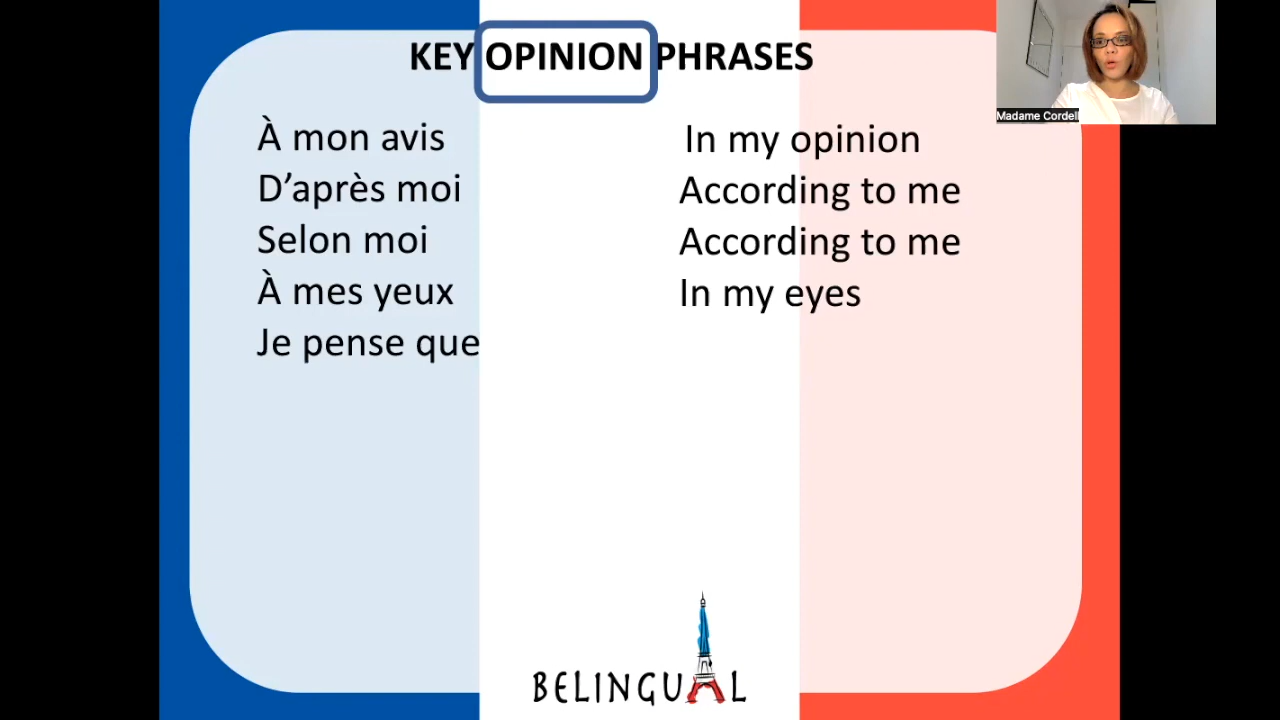 KEY OPINION PHRASES
À mon avis
D’après moi
Selon moi
À mes yeux
Je pense que
In my opinion
According to me
According to me
In my eyes
Madame Cordell
BELINGUAL